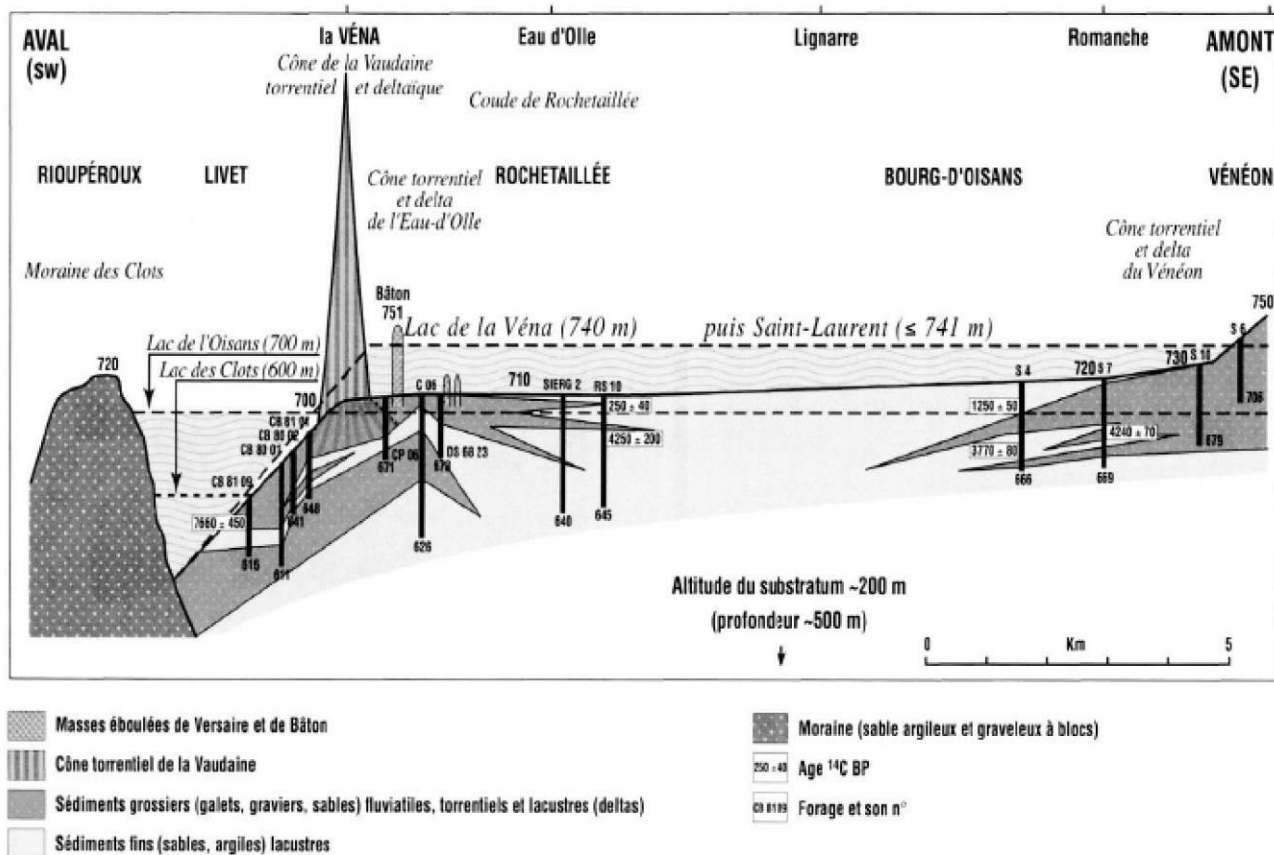 AVAL
(sw)
la VÉNA
Eau d'Olle
Lignarre
Romanche
AMONT
(SE)
Cône de la Vaudaine
torrentiel et deltaïque
Coude de Rochetaillée
RIOUPÉROUX
LIVET
Cône torrentiel
et delta
de l'Eau-d'Olle
ROCHETAILLÉE
BOURG-D'OISANS
VÉNÉON
Cône torrentiel
et delta
du Vénéon
Moraine des Clots
Bâton
751
750
Lac de l'Oisans (700 m)
Lac des Clots (600 m)
Lac de la Véna (740 m)
puis Saint-Laurent (≤ 741 m)
720
700
C 06
710
SIERG 2
RS 10
S 4
720
S 7
730
S 10
S 6
CB 81 04
CB 80 02
CB 80 01
CB 81 09
250 ± 40
4250 ± 200
1250 ± 50
3770 ± 80
4240 ± 70
708
671
CP 06
673
DS 68 23
666
669
679
7660 ± 450
648
641
615
611
626
640
645
Altitude du substratum ~200 m
(profondeur ~500 m)
0
Km
5
Masses éboulées de Versaire et de Bâton
Cône torrentiel de la Vaudaine
Sédiments grossiers (galets, graviers, sables) fluviatiles, torrentiels et lacustres (deltas)
Sédiments fins (sables, argiles) lacustres
Moraine (sable argileux et graveleux à blocs)
250 ± 40
Age ¹⁴C BP
CB 8109
Forage et son n°